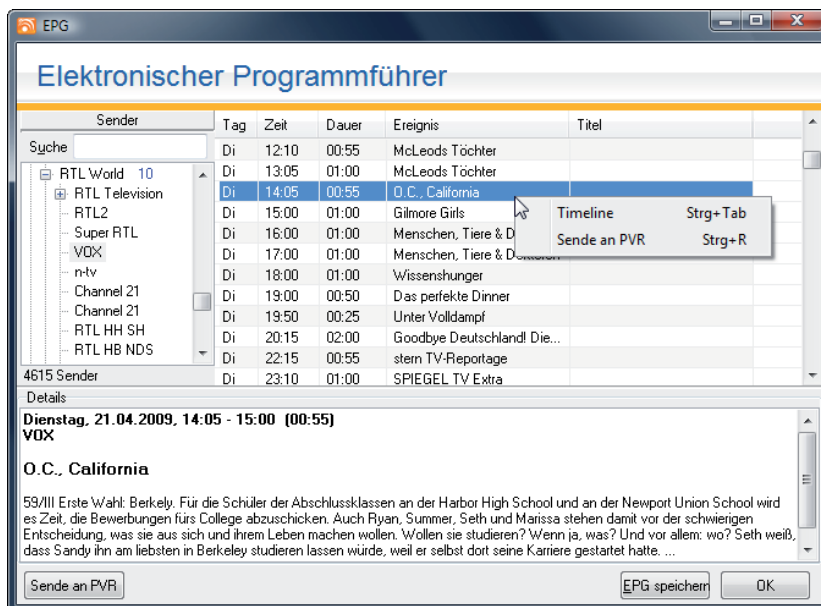 EPG
Elektronischer Programmführer
Sender
Suche
RTL World 10
RTL Television
RTL2
Super RTL
VOX
n-tv
Channel 21
Channel 21
RTL HH SH
RTL HB NDS
4615 Sender
Tag Zeit Dauer Ereignis Titel
Di 12:10 00:55 McLeods Töchter
Di 13:05 01:00 McLeods Töchter
Di 14:05 00:55 O.C., California
Di 15:00 01:00 Gilmore Girls
Di 16:00 01:00 Menschen, Tiere & D
Di 17:00 01:00 Menschen, Tiere & Doktoren
Di 18:00 01:00 Wissenshunger
Di 19:00 00:50 Das perfekte Dinner
Di 19:50 00:25 Unter Volldampf
Di 20:15 02:00 Goodbye Deutschland! Die...
Di 22:15 00:55 stern TV-Reportage
Di 23:10 01:00 SPIEGEL TV Extra
Timeline Strg+Tab
Sende an PVR Strg+R
Details
Dienstag, 21.04.2009, 14:05 - 15:00 (00:55)
VOX
O.C., California
59/III Erste Wahl: Berkely. Für die Schüler der Abschlussklassen an der Harbor High School und an der Newport Union School wird
es Zeit, die Bewerbungen fürs College abzuschicken. Auch Ryan, Summer, Seth und Marissa stehen damit vor der schwierigen
Entscheidung, was sie aus sich und ihrem Leben machen wollen. Wollen sie studieren? Wenn ja, was? Und vor allem: wo? Seth weiß,
dass Sandy ihn am liebsten in Berkeley studieren lassen würde, weil er selbst dort seine Karriere gestartet hatte. ...
Sende an PVR
EPG speichern
OK